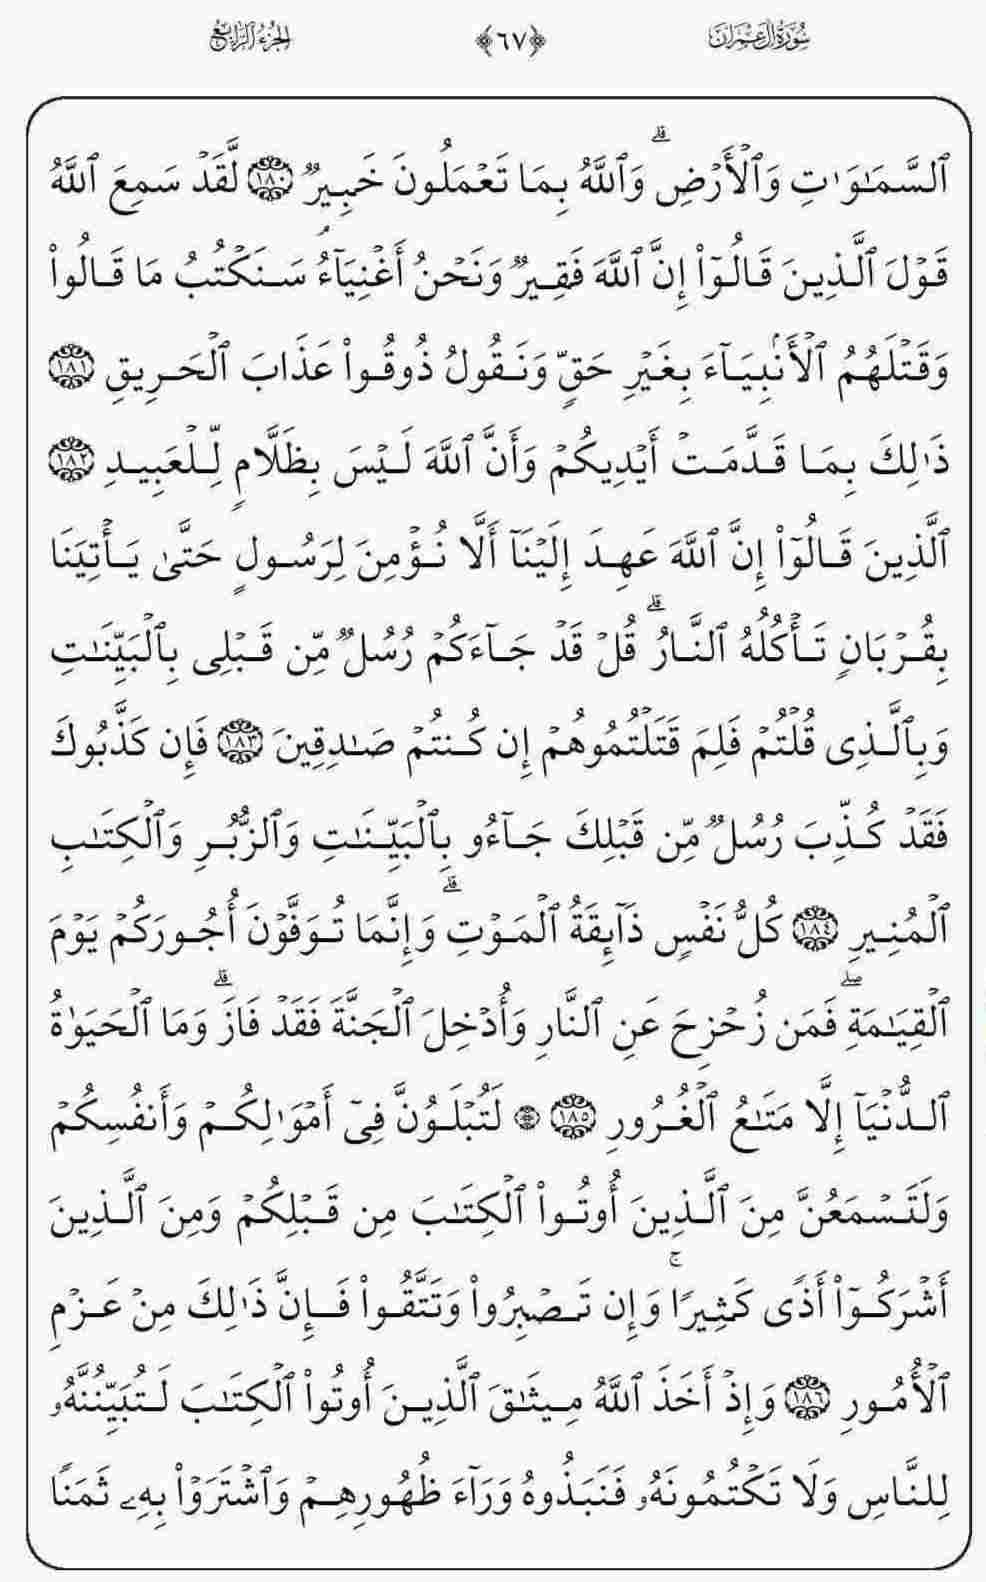 سُورَةُ آلِ عِمْرَانَ ﴿٦٧﴾ الجُزْءُ الرَّابِعُ
ٱلسَّمَـٰوَٰتِ وَٱلْأَرْضِ ۗ وَٱللَّهُ بِمَا تَعْمَلُونَ خَبِيرٌ ١٨٠ لَّقَدْ سَمِعَ ٱللَّهُ
قَوْلَ ٱلَّذِينَ قَالُوٓا۟ إِنَّ ٱللَّهَ فَقِيرٌ وَنَحْنُ أَغْنِيَآءُ ۘ سَنَكْتُبُ مَا قَالُوا۟
وَقَتْلَهُمُ ٱلْأَنۢبِيَآءَ بِغَيْرِ حَقٍّ وَنَقُولُ ذُوقُوا۟ عَذَابَ ٱلْحَرِيقِ ١٨١
ذَٰلِكَ بِمَا قَدَّمَتْ أَيْدِيكُمْ وَأَنَّ ٱللَّهَ لَيْسَ بِظَلَّامٍ لِّلْعَبِيدِ ١٨٢
ٱلَّذِينَ قَالُوٓا۟ إِنَّ ٱللَّهَ عَهِدَ إِلَيْنَآ أَلَّا نُؤْمِنَ لِرَسُولٍ حَتَّىٰ يَأْتِيَنَا
بِقُرْبَانٍ تَأْكُلُهُ ٱلنَّارُ ۗ قُلْ قَدْ جَآءَكُمْ رُسُلٌ مِّن قَبْلِى بِٱلْبَيِّنَـٰتِ
وَبِٱلَّذِى قُلْتُمْ فَلِمَ قَتَلْتُمُوهُمْ إِن كُنتُمْ صَـٰدِقِينَ ١٨٣ فَإِن كَذَّبُوكَ
فَقَدْ كُذِّبَ رُسُلٌ مِّن قَبْلِكَ جَآءُو بِٱلْبَيِّنَـٰتِ وَٱلزُّبُرِ وَٱلْكِتَـٰبِ
ٱلْمُنِيرِ ١٨٤ كُلُّ نَفْسٍ ذَآئِقَةُ ٱلْمَوْتِ ۗ وَإِنَّمَا تُوَفَّوْنَ أُجُورَكُمْ يَوْمَ
ٱلْقِيَـٰمَةِ ۖ فَمَن زُحْزِحَ عَنِ ٱلنَّارِ وَأُدْخِلَ ٱلْجَنَّةَ فَقَدْ فَازَ ۗ وَمَا ٱلْحَيَوٰةُ
ٱلدُّنْيَآ إِلَّا مَتَـٰعُ ٱلْغُرُورِ ١٨٥ ۞ لَتُبْلَوُنَّ فِىٓ أَمْوَٰلِكُمْ وَأَنفُسِكُمْ
وَلَتَسْمَعُنَّ مِنَ ٱلَّذِينَ أُوتُوا۟ ٱلْكِتَـٰبَ مِن قَبْلِكُمْ وَمِنَ ٱلَّذِينَ
أَشْرَكُوٓا۟ أَذًى كَثِيرًا ۚ وَإِن تَصْبِرُوا۟ وَتَتَّقُوا۟ فَإِنَّ ذَٰلِكَ مِنْ عَزْمِ
ٱلْأُمُورِ ١٨٦ وَإِذْ أَخَذَ ٱللَّهُ مِيثَـٰقَ ٱلَّذِينَ أُوتُوا۟ ٱلْكِتَـٰبَ لَتُبَيِّنُنَّهُۥ
لِلنَّاسِ وَلَا تَكْتُمُونَهُۥ فَنَبَذُوهُ وَرَآءَ ظُهُورِهِمْ وَٱشْتَرَوْا۟ بِهِۦ ثَمَنًا